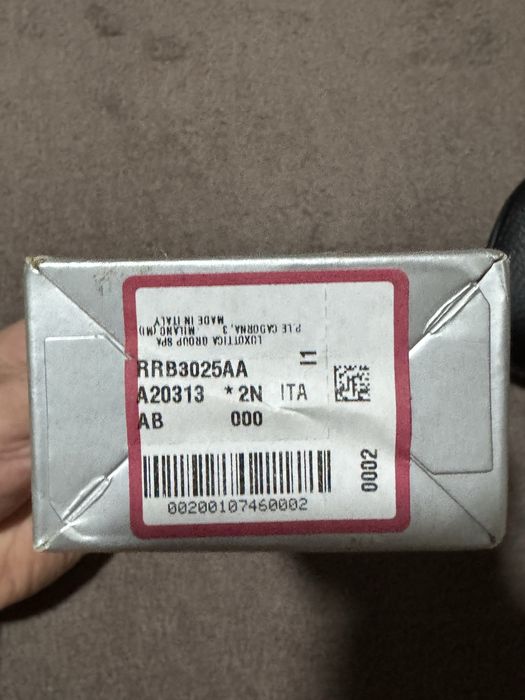 LUXOTTICA GROUP SPA
P.LE CADORNA, 3 MILANO (MI)
MADE IN ITALY
I1
RRB3025AA
A20313 *2N ITA
AB 000
0002
00200107460002